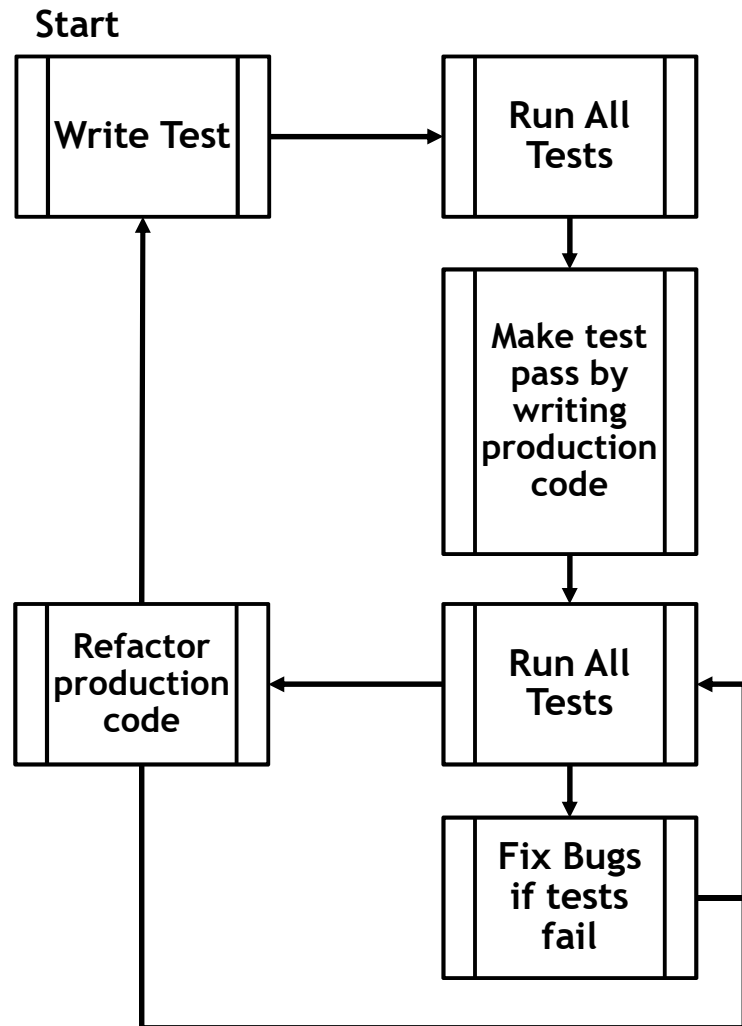 Start
Write Test
Run All
Tests
Make test
pass by
writing
production
code
Refactor
production
code
Run All
Tests
Fix Bugs
if tests
fail